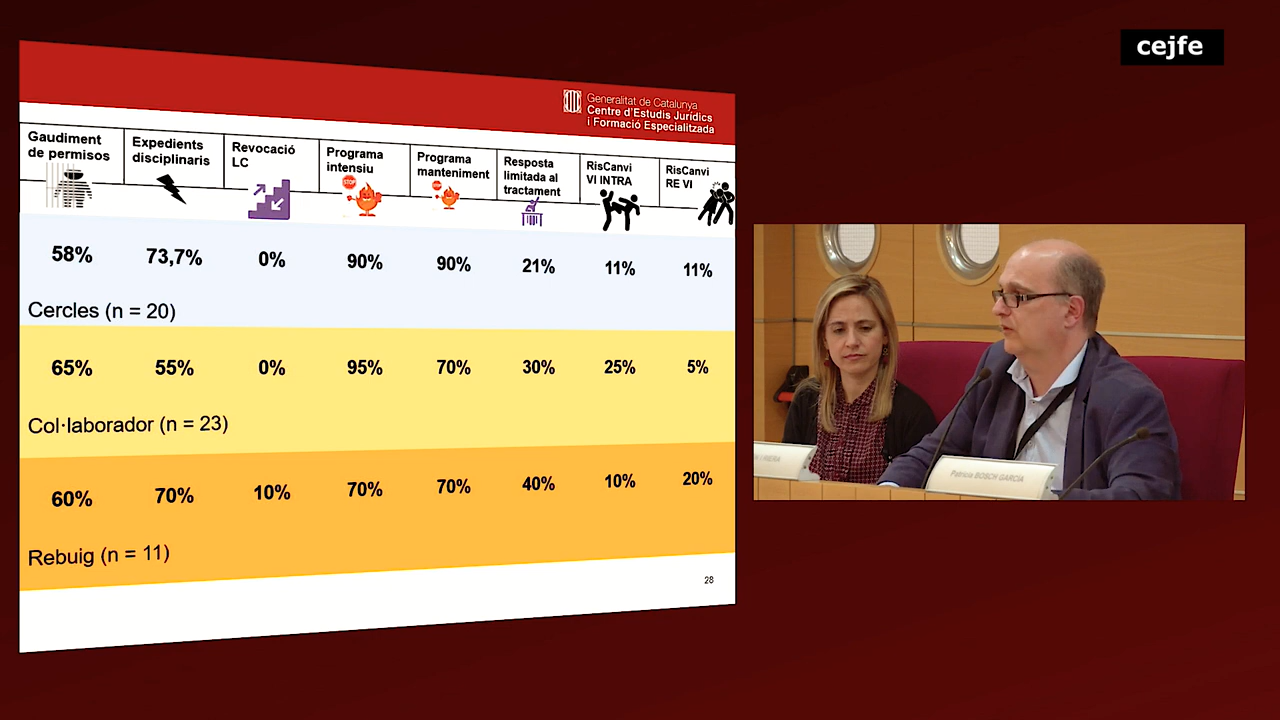 cejfe
Generalitat de Catalunya
Centre d'Estudis Jurídics
i Formació Especialitzada
Gaudiment
de permisos
Expedients
disciplinaris
Revocació
LC
Programa
intensiu
Programa
manteniment
Resposta
limitada al
tractament
RisCanvi
VI INTRA
RisCanvi
RE VI
STOP
58% 73,7% 0% 90% 90% 21% 11% 11%
Cercles (n = 20)
65% 55% 0% 95% 70% 30% 25% 5%
Col·laborador (n = 23)
60% 70% 10% 70% 70% 40% 10% 20%
Rebuig (n = 11)
28
Patrícia BOSCH GARCIA